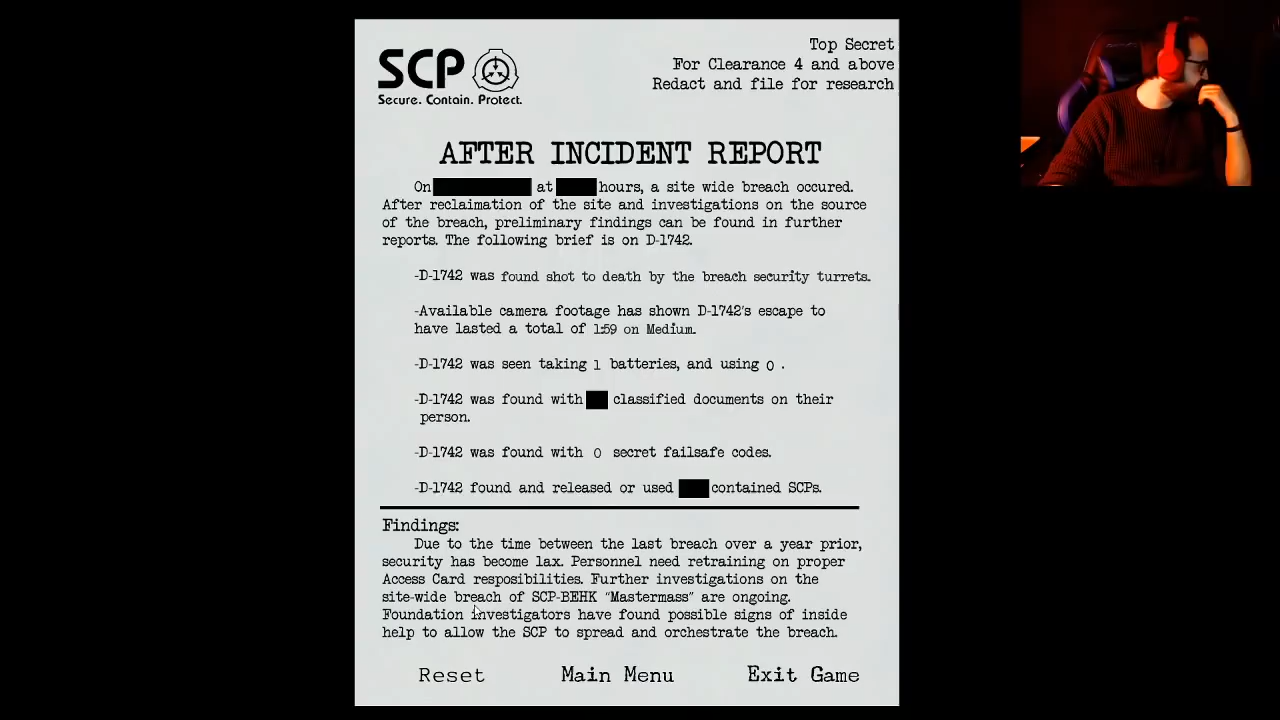 SCP
Secure. Contain. Protect.
Top Secret
For Clearance 4 and above
Redact and file for research
AFTER INCIDENT REPORT
On at hours, a site wide breach occured.
After reclaimation of the site and investigations on the source
of the breach, preliminary findings can be found in further
reports. The following brief is on D-1742.
-D-1742 was found shot to death by the breach security turrets.
-Available camera footage has shown D-1742's escape to
have lasted a total of 1:59 on Medium.
-D-1742 was seen taking 1 batteries, and using 0 .
-D-1742 was found with classified documents on their
person.
-D-1742 was found with 0 secret failsafe codes.
-D-1742 found and released or used contained SCPs.
Findings:
Due to the time between the last breach over a year prior,
security has become lax. Personnel need retraining on proper
Access Card resposibilities. Further investigations on the
site-wide breach of SCP-BEHK "Mastermass" are ongoing.
Foundation investigators have found possible signs of inside
help to allow the SCP to spread and orchestrate the breach.
Reset Main Menu Exit Game